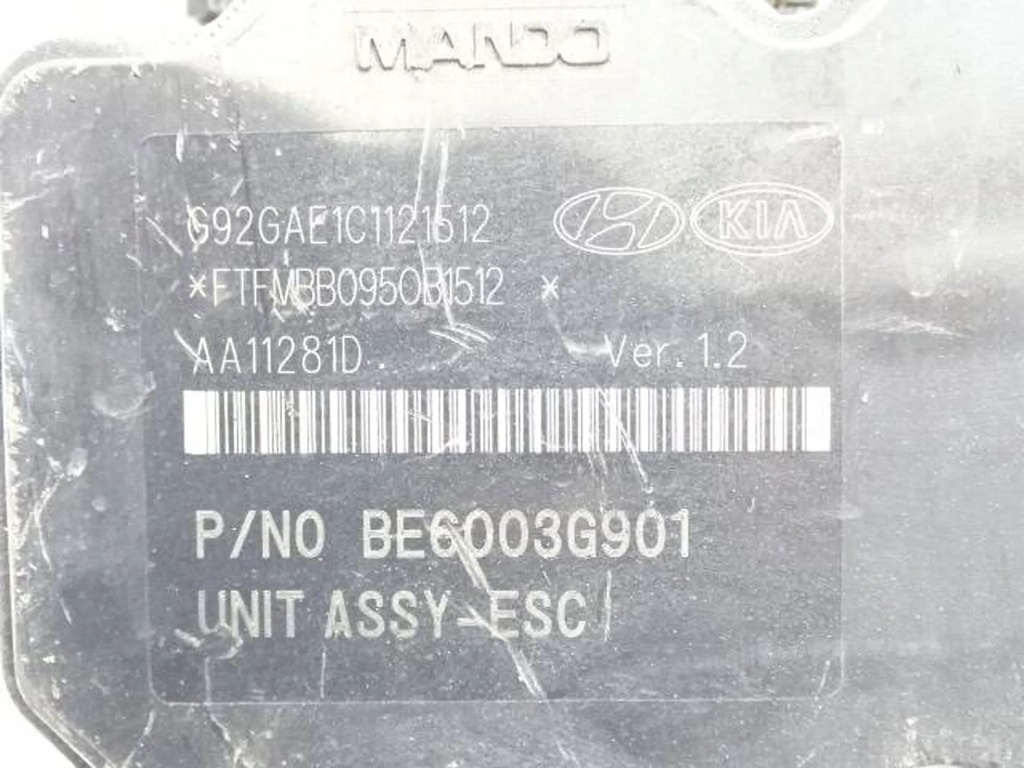 MANDO
G92GAE1C1121512
KIA
*FTFMBB0950B1512 *
AA11281D. Ver. 1.2
P/NO BE6003G901
UNIT ASSY-ESC